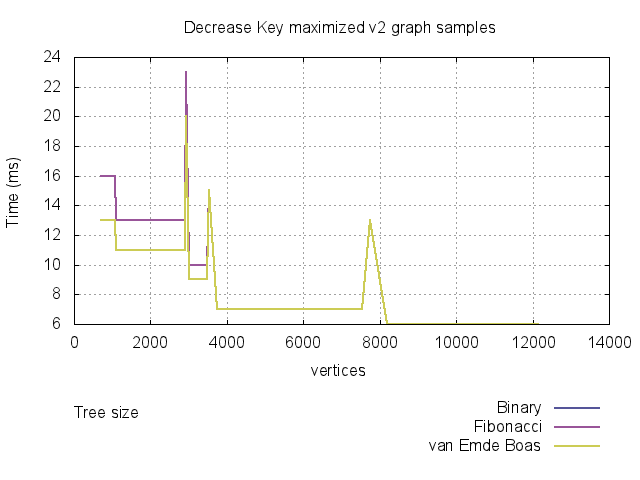 Decrease Key maximized v2 graph samples
24
22
20
18
16
14
12
10
8
6
Time (ms)
0 2000 4000 6000 8000 10000 12000 14000
vertices
Tree size
Binary
Fibonacci
van Emde Boas